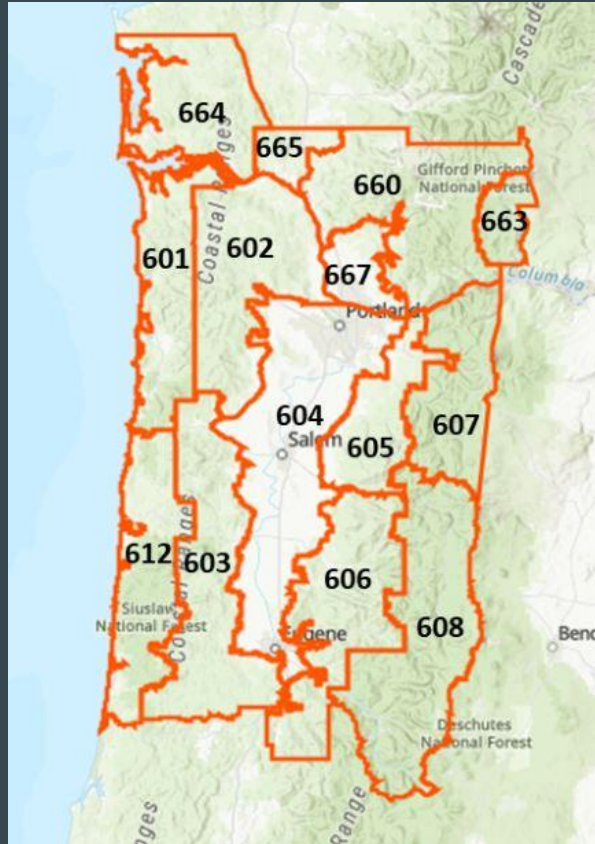 Cascade
664
Coastal Ranges
665
Gifford Pinchot
National Forest
660
663
601
602
667
Columbia
Portland
604
607
Salem
605
612
603
Coastal Ranges
606
Siuslaw
National Forest
608
Eugene
Bend
Deschutes
National Forest
nges
Range